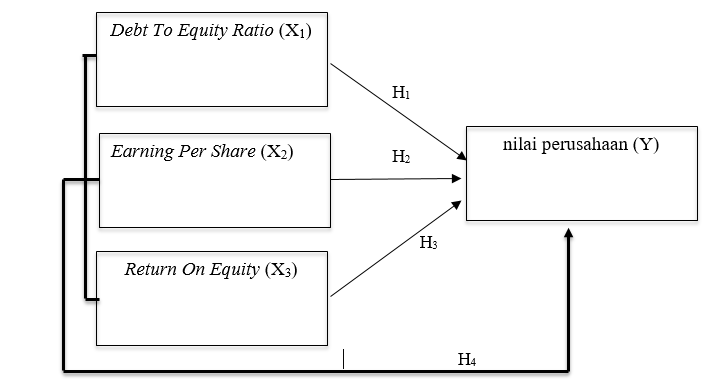 Debt To Equity Ratio (X₁)
H₁
nilai perusahaan (Y)
Earning Per Share (X₂)
H₂
H₃
Return On Equity (X₃)
H₄